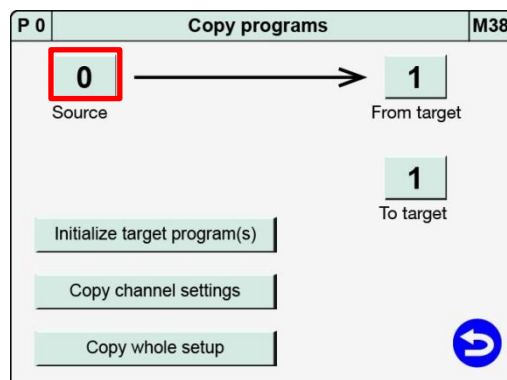 P 0 Copy programs M38
0 1
Source From target
1
To target
Initialize target program(s)
Copy channel settings
Copy whole setup